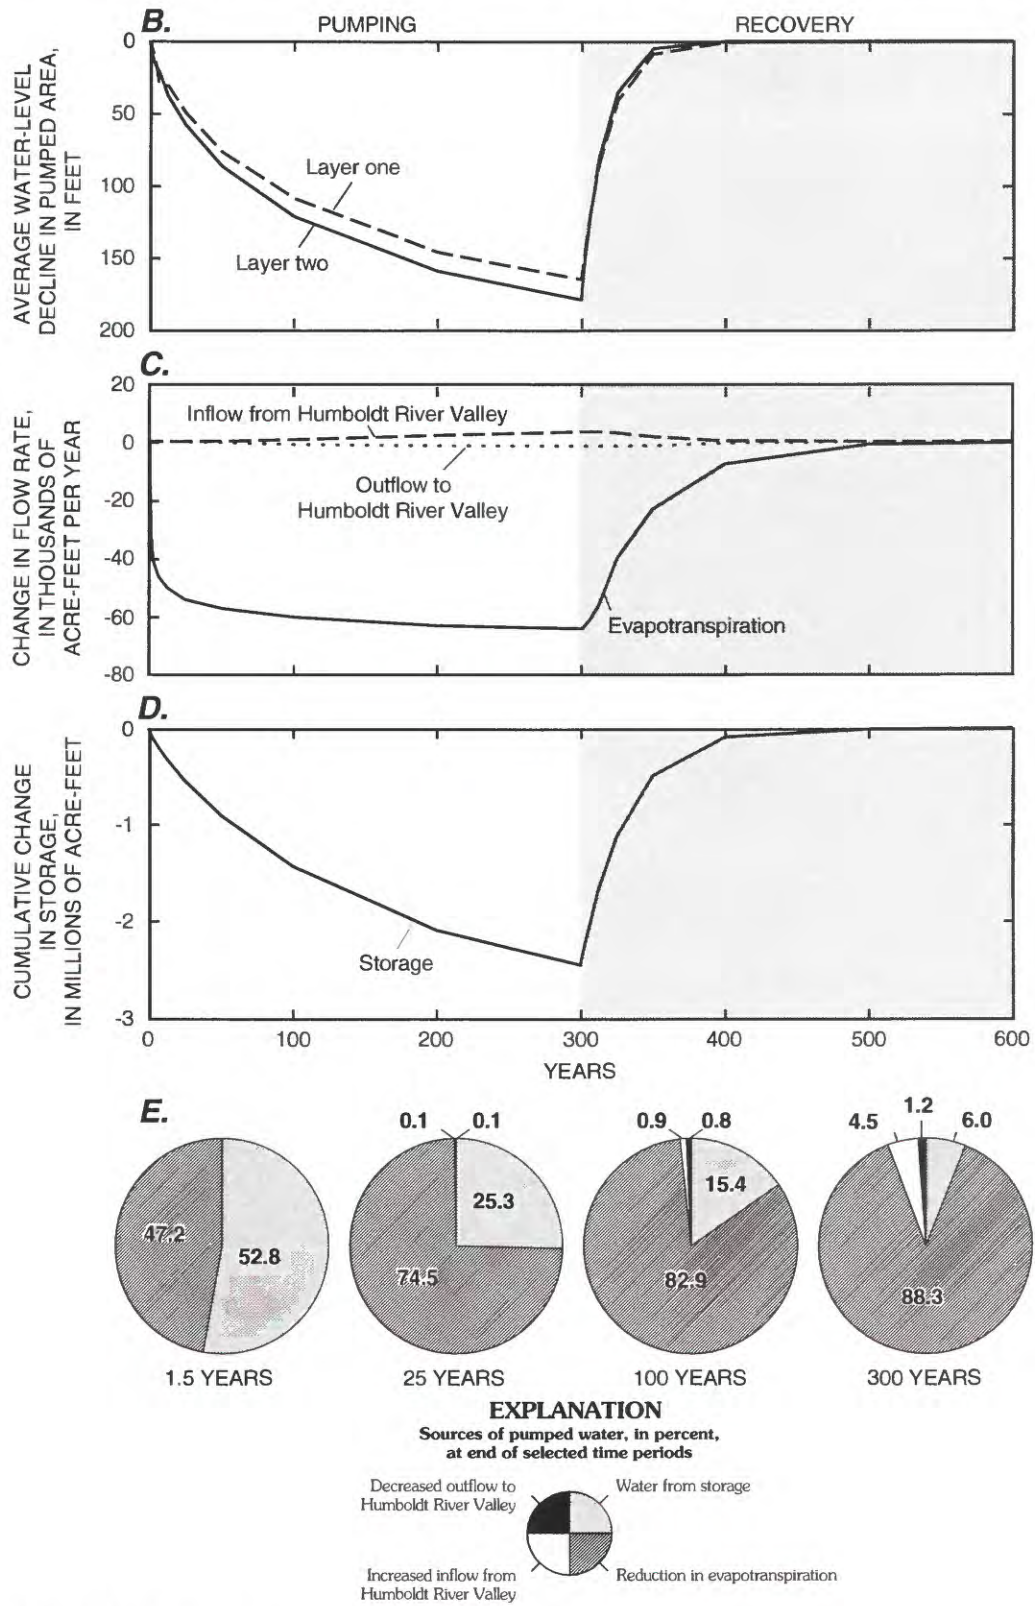 B.
PUMPING
RECOVERY
AVERAGE WATER-LEVEL
DECLINE IN PUMPED AREA,
IN FEET
0
50
100
150
200
Layer one
Layer two
C.
CHANGE IN FLOW RATE,
IN THOUSANDS OF
ACRE-FEET PER YEAR
20
0
-20
-40
-60
-80
Inflow from Humboldt River Valley
Outflow to
Humboldt River Valley
Evapotranspiration
D.
CUMULATIVE CHANGE
IN STORAGE,
IN MILLIONS OF ACRE-FEET
0
-1
-2
-3
Storage
0 100 200 300 400 500 600
YEARS
E.
47.2
52.8
1.5 YEARS
0.1 0.1
25.3
74.5
25 YEARS
0.9 0.8
15.4
82.9
100 YEARS
4.5 1.2 6.0
88.3
300 YEARS
EXPLANATION
Sources of pumped water, in percent,
at end of selected time periods
Decreased outflow to
Humboldt River Valley
Water from storage
Increased inflow from
Humboldt River Valley
Reduction in evapotranspiration